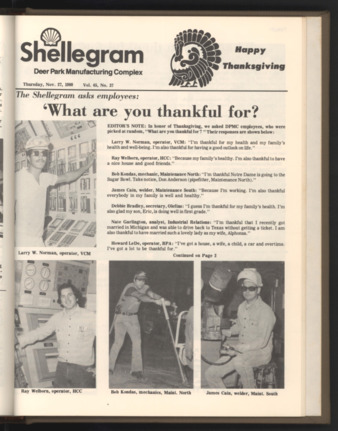 Shellegram
Deer Park Manufacturing Complex
Happy
Thanksgiving
Thursday, Nov. 27, 1980 Vol. 45, No. 37
The Shellegram asks employees:
'What are you thankful for?
EDITOR'S NOTE: In honor of Thanksgiving, we asked DPMC employees, who were
picked at random, "What are you thankful for?" Their responses are shown below:
Larry W. Norman, operator, VCM: "I'm thankful for my health and my family's
health and well-being. I'm also thankful for having a good outlook on life."
Ray Welborn, operator, HCC: "Because my family's healthy. I'm also thankful to have
a nice house and good friends."
Bob Kondas, mechanic, Maintenance North: "I'm thankful Notre Dame is going to the
Sugar Bowl. Take notice, Don Anderson (pipefitter, Maintenance North)."
James Cain, welder, Maintenance South: "Because I'm working. I'm also thankful
everybody in my family is well and healthy."
Debbie Bradley, secretary, Olefins: "I guess I'm thankful for my family's health. I'm
also glad my son, Eric, is doing well in first grade."
Nate Garlington, analyst, Industrial Relations: "I'm thankful that I recently got
married in Michigan and was able to drive back to Texas without getting a ticket. I am
also thankful to have married such a lovely lady as my wife, Alphonse."
Howard LeDe, operator, BPA: "I've got a house, a wife, a child, a car and overtime.
I've got a lot to be thankful for."
Continued on Page 3
Larry W. Norman, operator, VCM
Ray Welborn, operator, HCC
Bob Kondas, mechanics, Maint. North
James Cain, welder, Maint. South